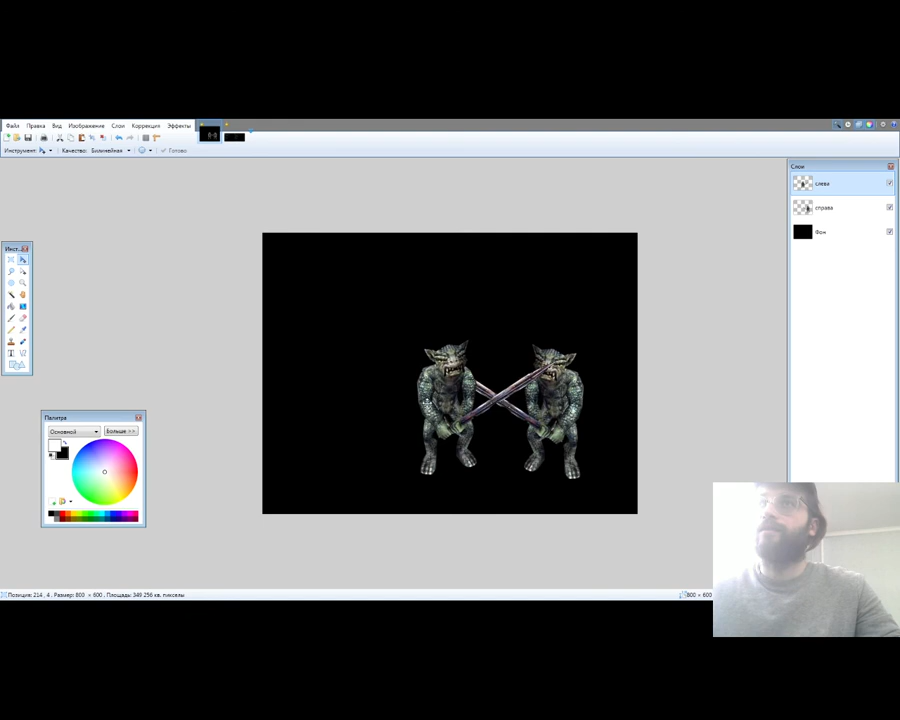 Файл Правка Вид Изображение Слои Коррекция Эффекты
Инструмент: Качество: Билинейная Готово
Слои
слева
справа
Фон
Инст...
Палитра
Основной Больше >>
Позиция: 214 , 4 . Размер: 800 × 600 . Площадь: 349 256 кв. пикселы
800 × 600